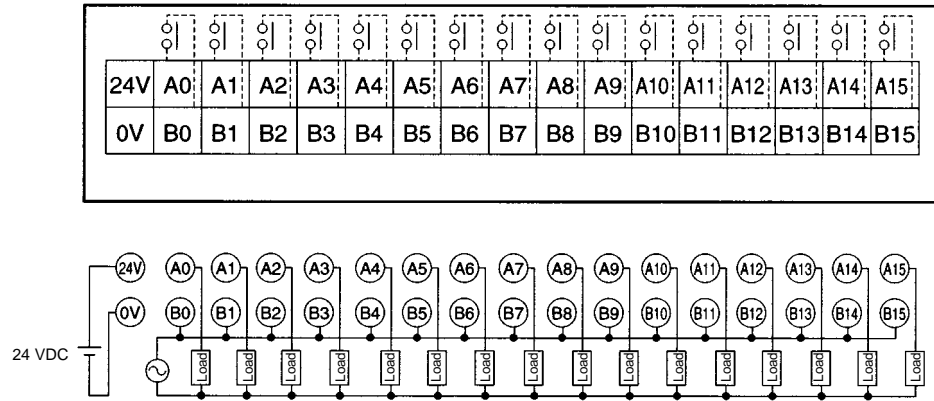 24V A0 A1 A2 A3 A4 A5 A6 A7 A8 A9 A10 A11 A12 A13 A14 A15
0V B0 B1 B2 B3 B4 B5 B6 B7 B8 B9 B10 B11 B12 B13 B14 B15
24V A0 A1 A2 A3 A4 A5 A6 A7 A8 A9 A10 A11 A12 A13 A14 A15
0V B0 B1 B2 B3 B4 B5 B6 B7 B8 B9 B10 B11 B12 B13 B14 B15
24 VDC
Load Load Load Load Load Load Load Load Load Load Load Load Load Load Load Load